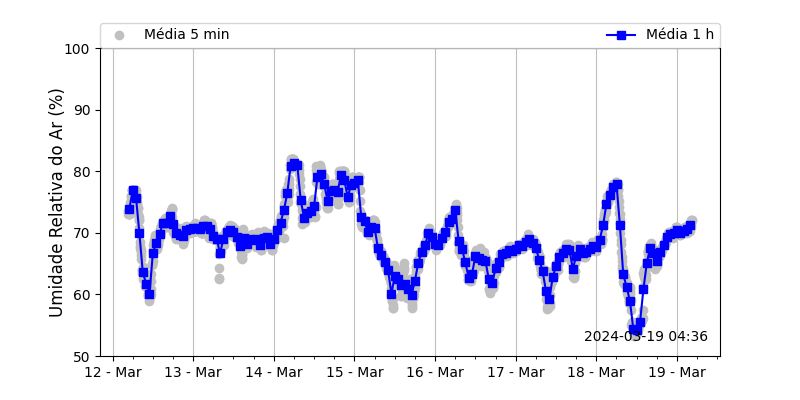 Média 5 min
Média 1 h
Umidade Relativa do Ar (%)
100
90
80
70
60
50
2024-03-19 04:36
12 - Mar
13 - Mar
14 - Mar
15 - Mar
16 - Mar
17 - Mar
18 - Mar
19 - Mar